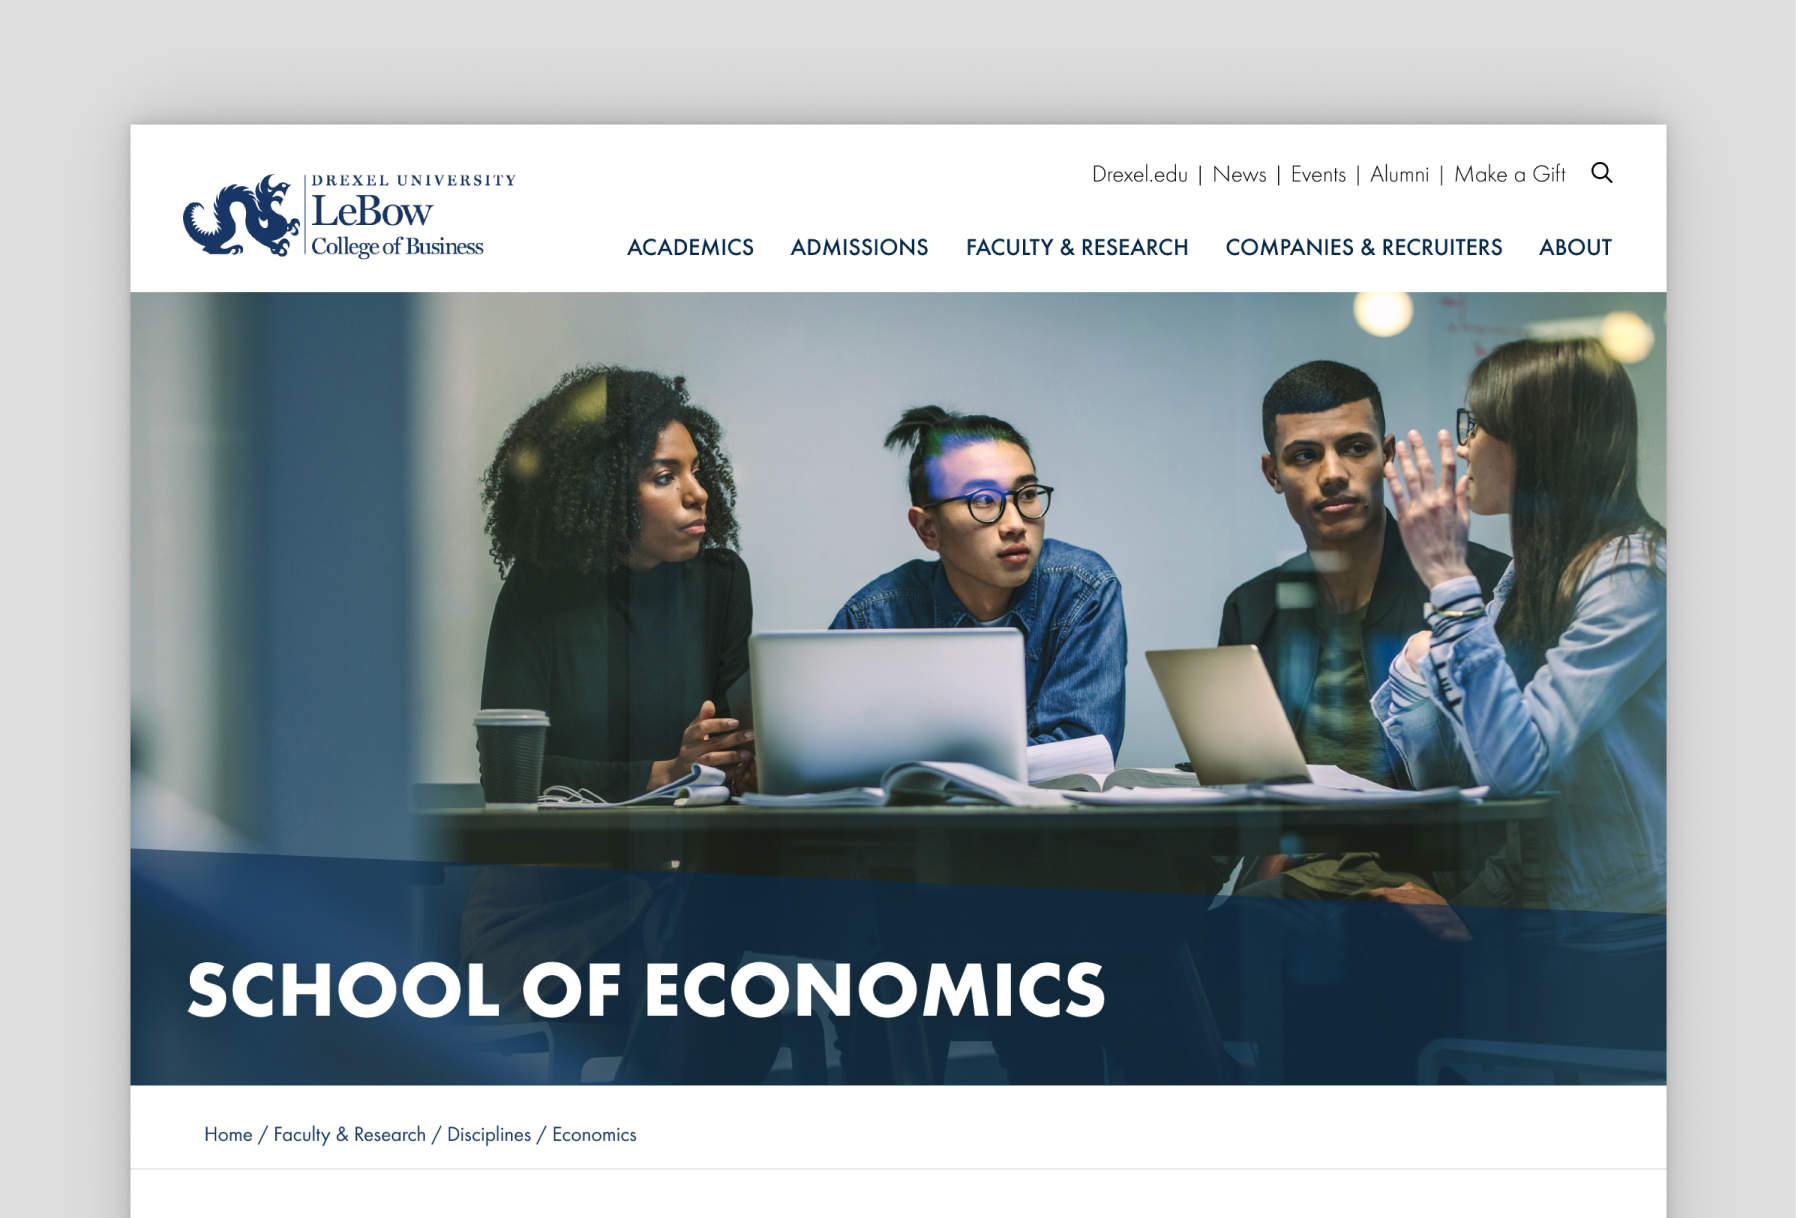 DREXEL UNIVERSITY
LeBow
College of Business
Drexel.edu | News | Events | Alumni | Make a Gift
ACADEMICS ADMISSIONS FACULTY & RESEARCH COMPANIES & RECRUITERS ABOUT
SCHOOL OF ECONOMICS
Home / Faculty & Research / Disciplines / Economics